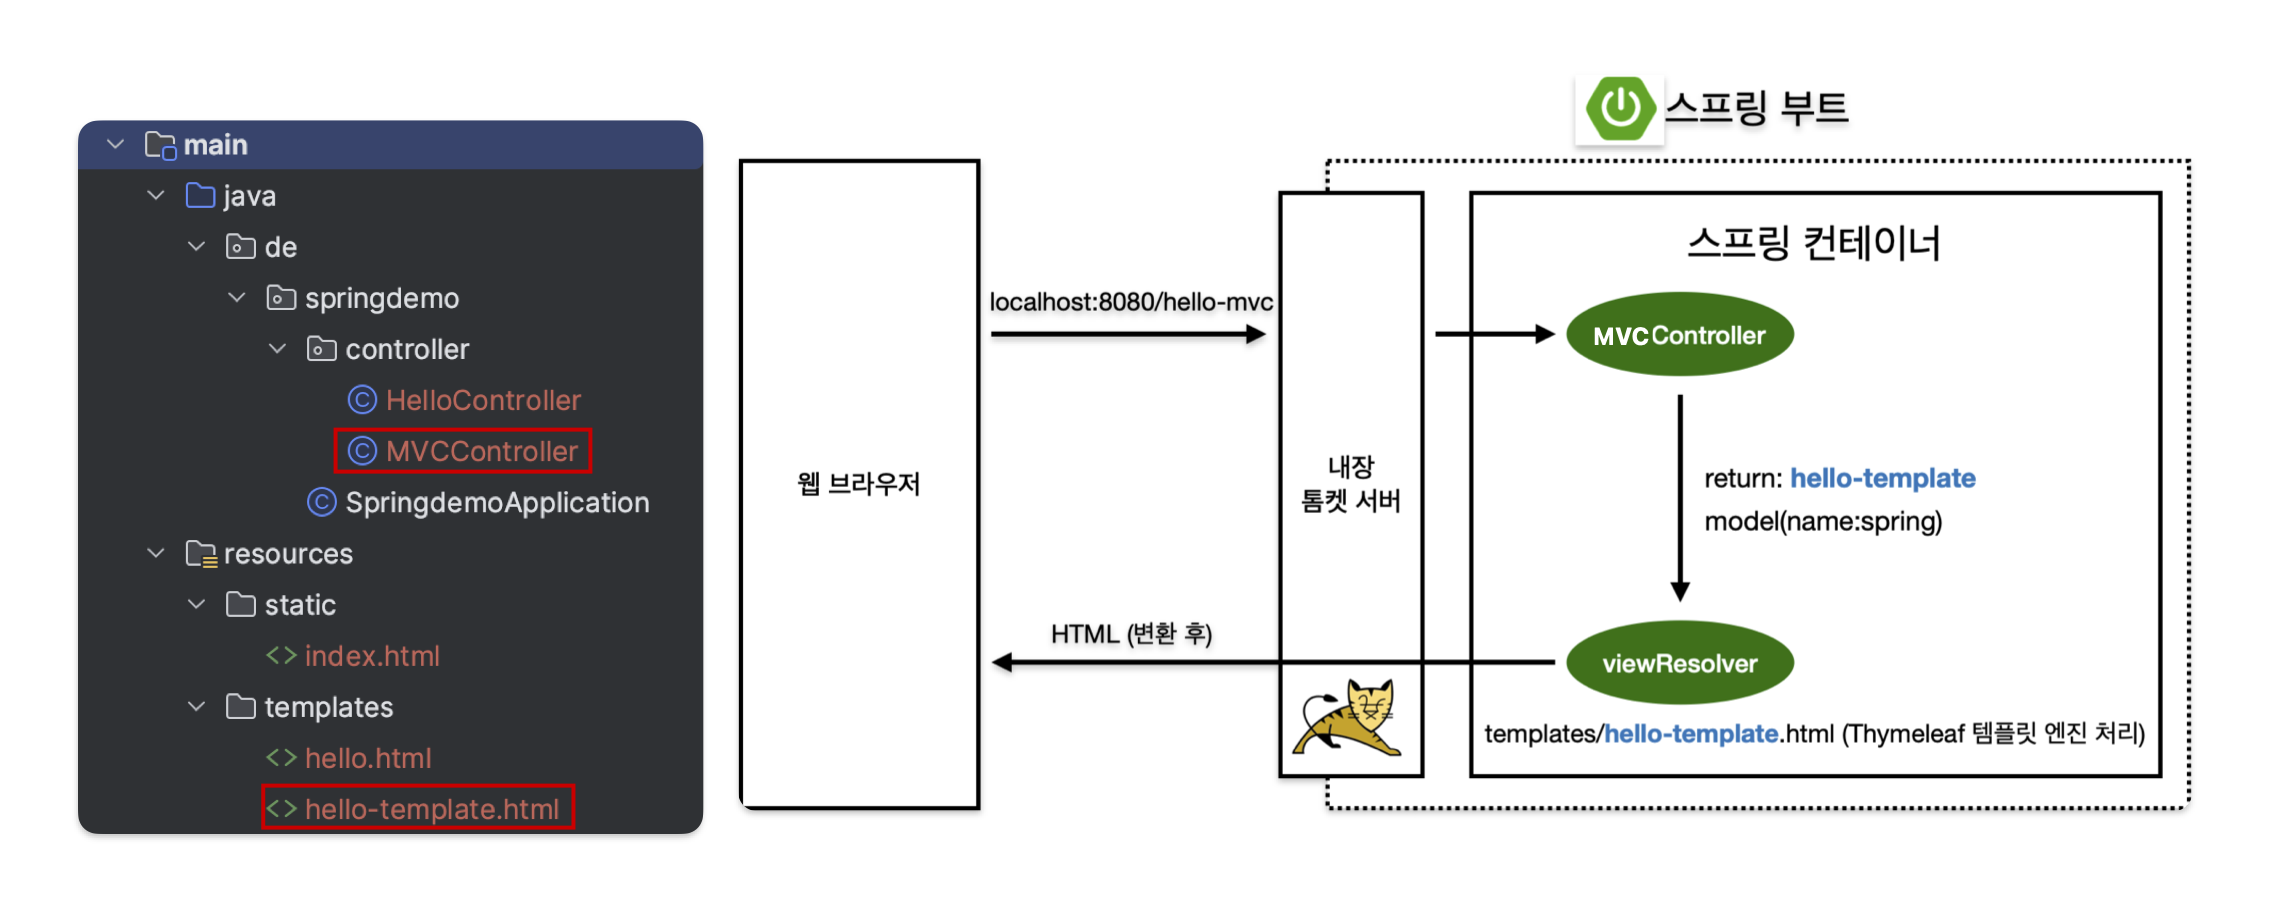 main
java
de
springdemo
controller
HelloController
MVCController
SpringdemoApplication
resources
static
index.html
templates
hello.html
hello-template.html
스프링 부트
웹 브라우저
localhost:8080/hello-mvc
HTML (변환 후)
내장
톰켓 서버
스프링 컨테이너
MVCController
return: hello-template
model(name:spring)
viewResolver
templates/hello-template.html (Thymeleaf 템플릿 엔진 처리)